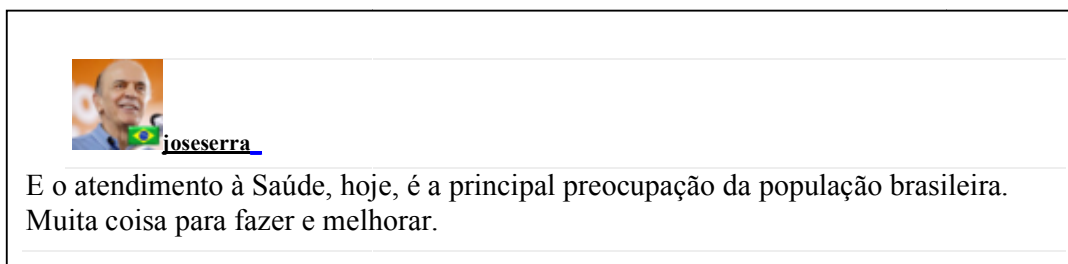 joseserra_
E o atendimento à Saúde, hoje, é a principal preocupação da população brasileira.
Muita coisa para fazer e melhorar.